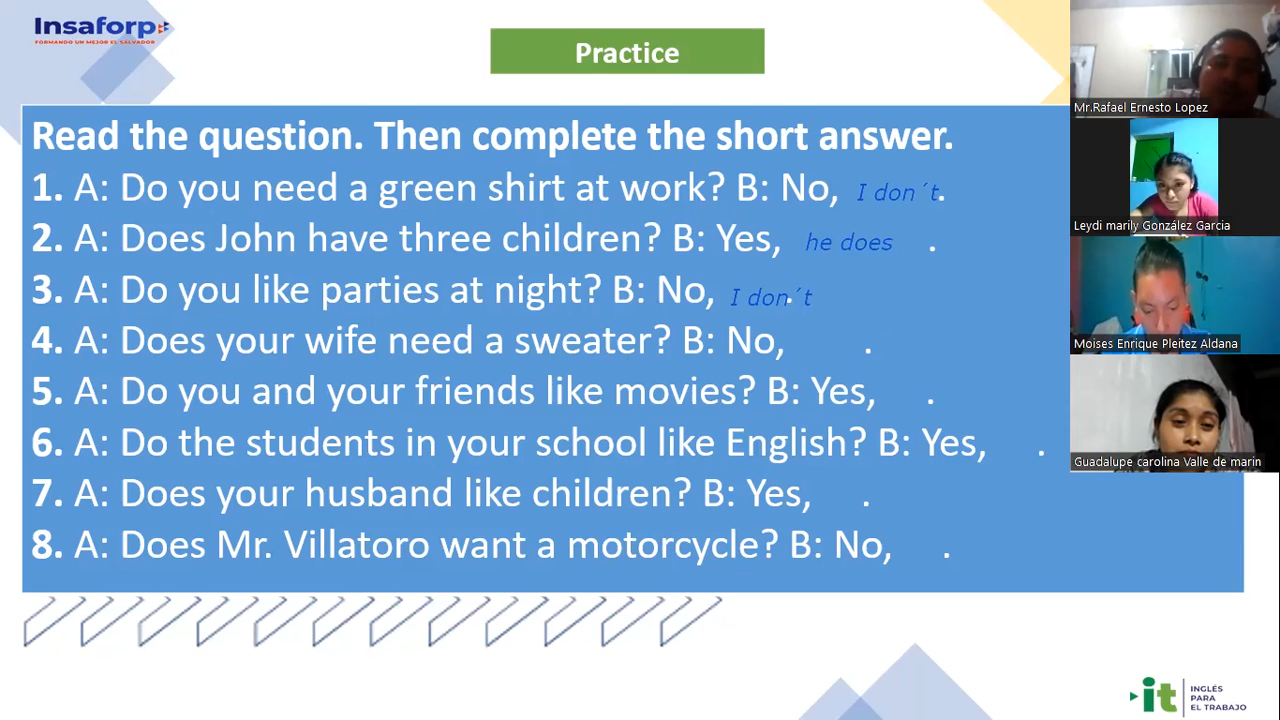 Insaforp
FORMANDO UN MEJOR EL SALVADOR
Practice
Read the question. Then complete the short answer.
1. A: Do you need a green shirt at work? B: No, I don´t.
2. A: Does John have three children? B: Yes, he does .
3. A: Do you like parties at night? B: No, I don´t.
4. A: Does your wife need a sweater? B: No, .
5. A: Do you and your friends like movies? B: Yes, .
6. A: Do the students in your school like English? B: Yes, .
7. A: Does your husband like children? B: Yes, .
8. A: Does Mr. Villatoro want a motorcycle? B: No, .
Mr.Rafael Ernesto Lopez
Leydi marily González Garcia
Moises Enrique Pleitez Aldana
Guadalupe carolina Valle de marin
it
INGLÉS
PARA
EL TRABAJO